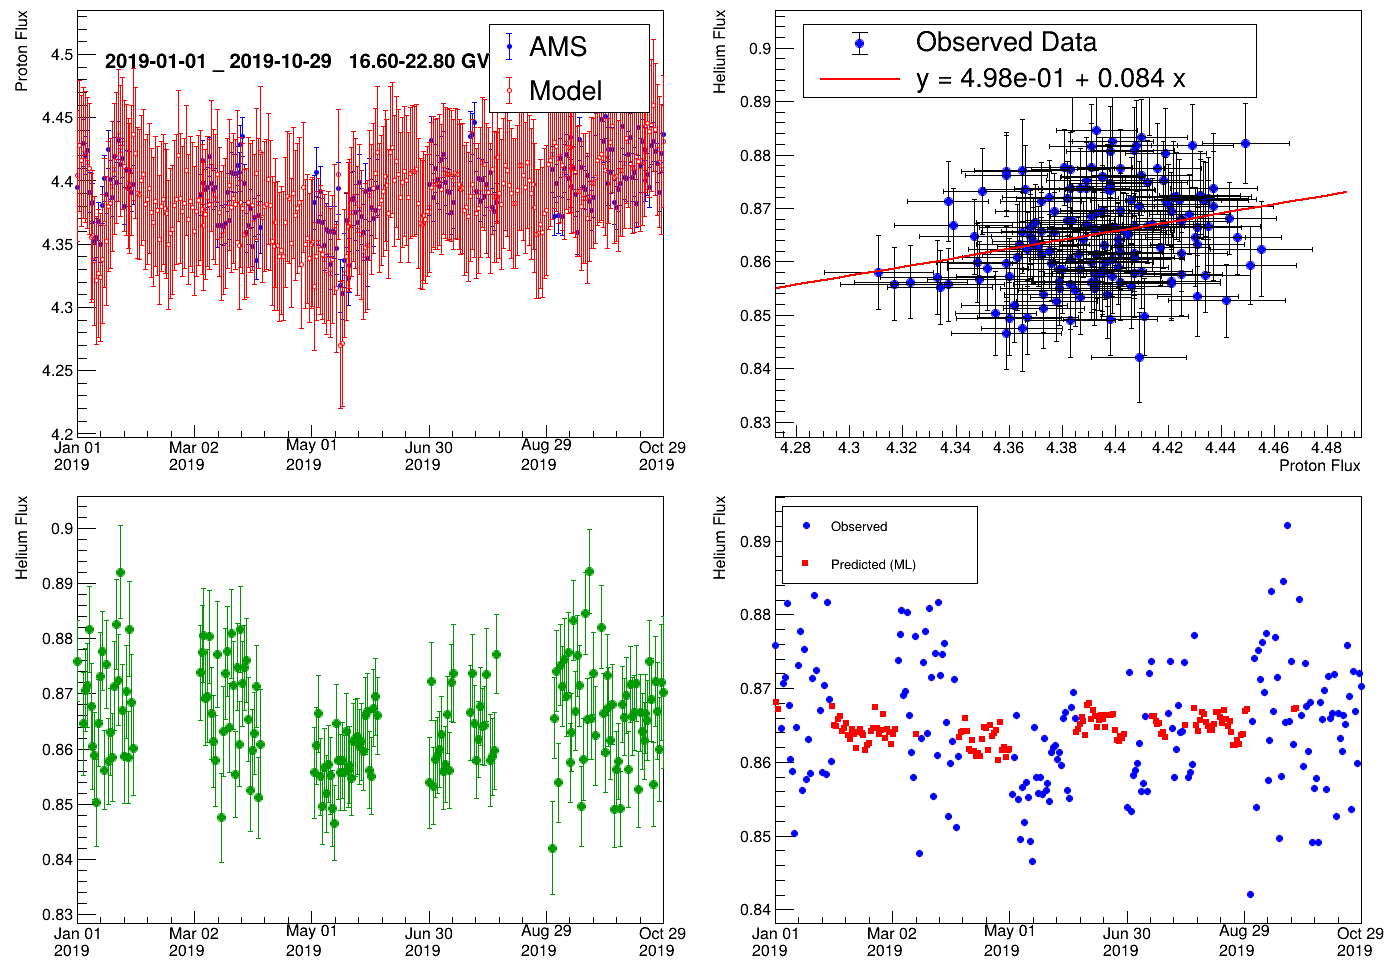 Proton Flux
4.5
4.45
4.4
4.35
4.3
4.25
4.2
2019-01-01 _ 2019-10-29 16.60-22.80 GV
AMS
Model
Jan 01 Mar 02 May 01 Jun 30 Aug 29 Oct 29
2019 2019 2019 2019 2019 2019
Helium Flux
0.9
0.89
0.88
0.87
0.86
0.85
0.84
0.83
Observed Data
y = 4.98e-01 + 0.084 x
4.28 4.3 4.32 4.34 4.36 4.38 4.4 4.42 4.44 4.46 4.48
Proton Flux
Helium Flux
0.9
0.89
0.88
0.87
0.86
0.85
0.84
0.83
Jan 01 Mar 02 May 01 Jun 30 Aug 29 Oct 29
2019 2019 2019 2019 2019 2019
Helium Flux
0.89
0.88
0.87
0.86
0.85
0.84
Observed
Predicted (ML)
Jan 01 Mar 02 May 01 Jun 30 Aug 29 Oct 29
2019 2019 2019 2019 2019 2019